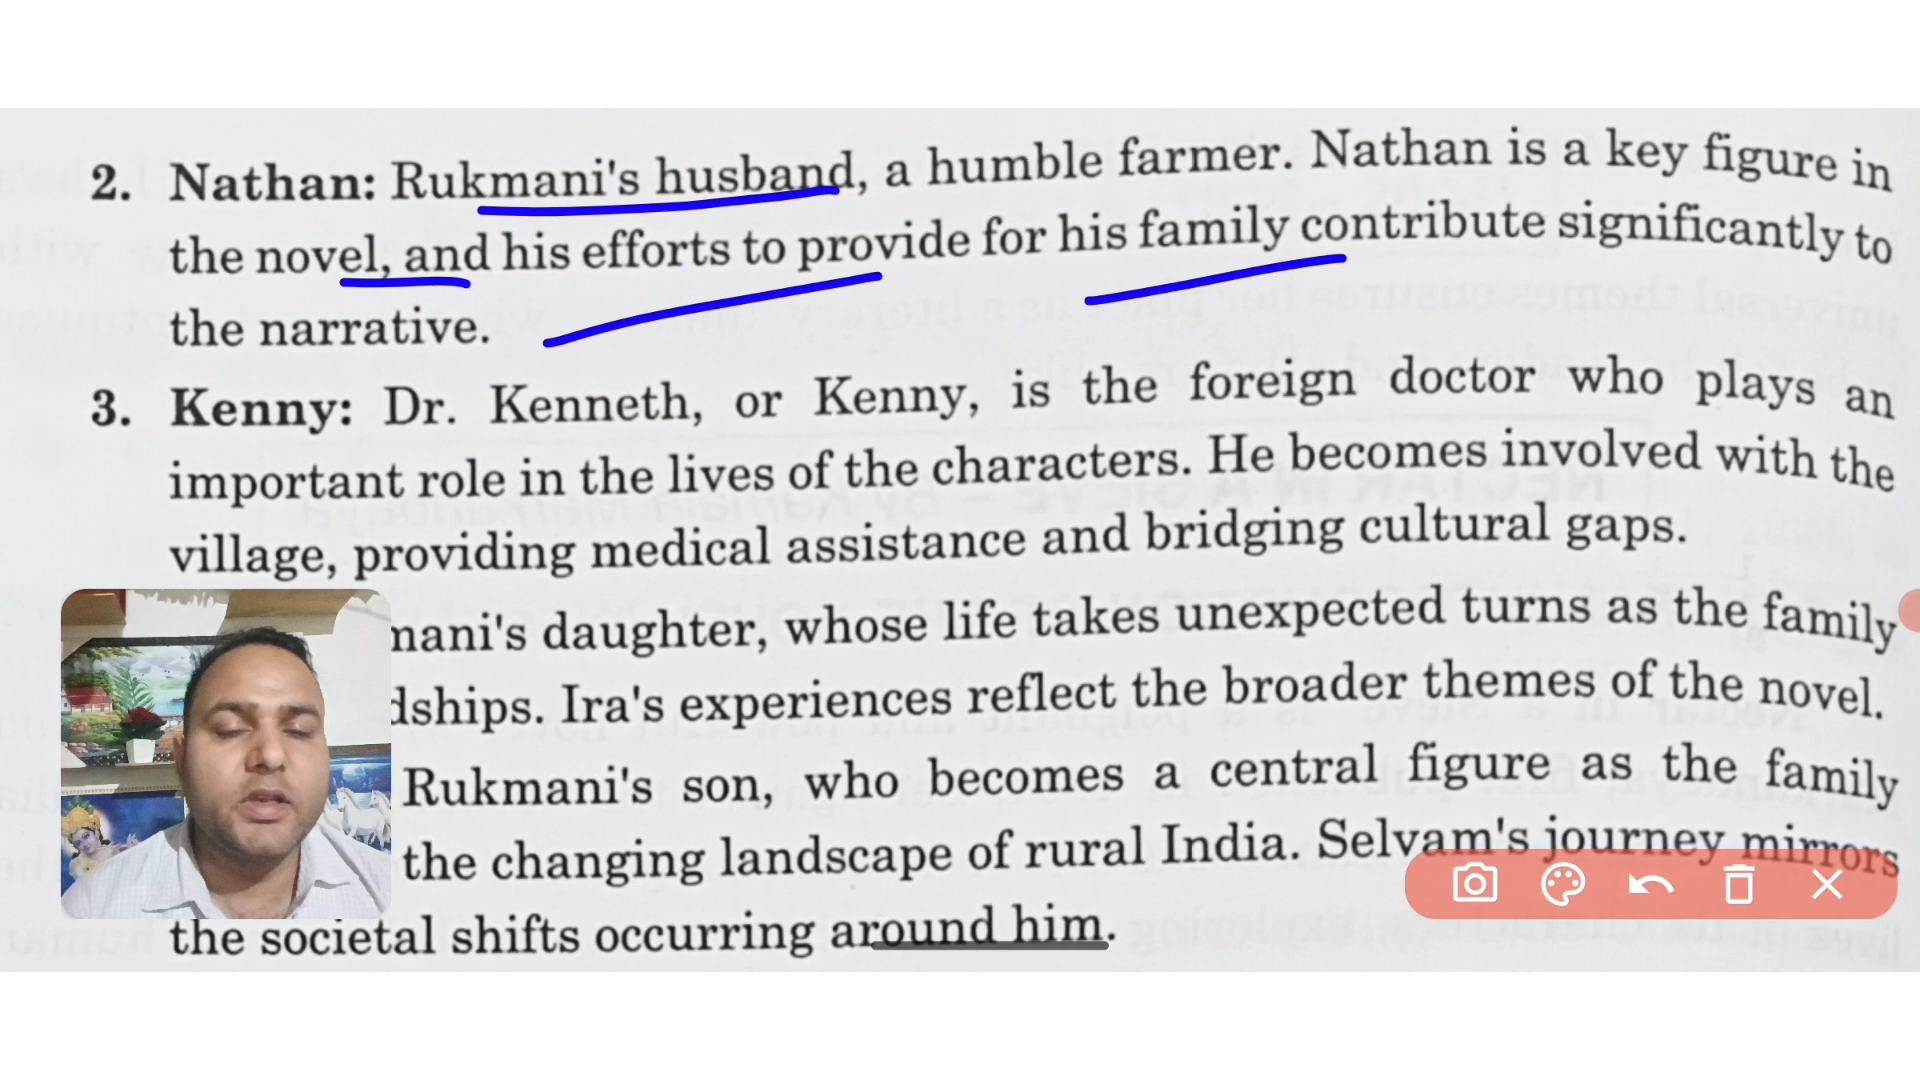 2. Nathan: Rukmani's husband, a humble farmer. Nathan is a key figure in
the novel, and his efforts to provide for his family contribute significantly to
the narrative.
3. Kenny: Dr. Kenneth, or Kenny, is the foreign doctor who plays an
important role in the lives of the characters. He becomes involved with the
village, providing medical assistance and bridging cultural gaps.
mani's daughter, whose life takes unexpected turns as the family
dships. Ira's experiences reflect the broader themes of the novel.
Rukmani's son, who becomes a central figure as the family
the changing landscape of rural India. Selvam's journey mirrors
the societal shifts occurring around him.